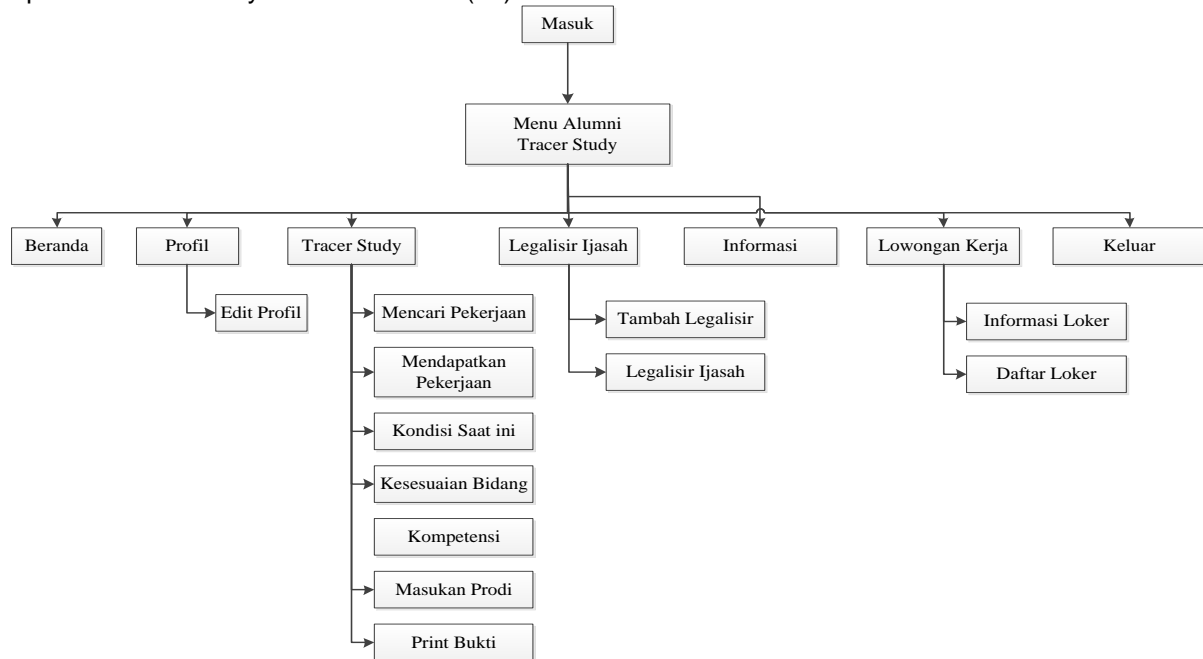 Masuk
Menu Alumni
Tracer Study
Beranda
Profil
Tracer Study
Legalisir Ijasah
Informasi
Lowongan Kerja
Keluar
Edit Profil
Mencari Pekerjaan
Mendapatkan
Pekerjaan
Kondisi Saat ini
Kesesuaian Bidang
Kompetensi
Masukan Prodi
Print Bukti
Tambah Legalisir
Legalisir Ijasah
Informasi Loker
Daftar Loker